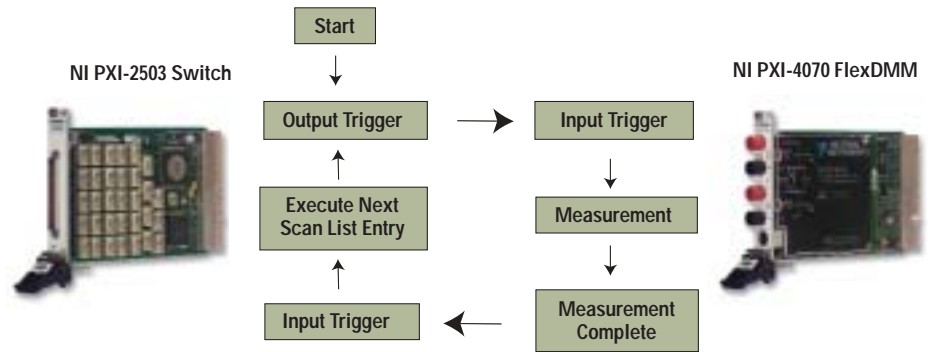 Start
NI PXI-2503 Switch
NI PXI-4070 FlexDMM
Output Trigger
Input Trigger
Execute Next
Scan List Entry
Measurement
Input Trigger
Measurement
Complete